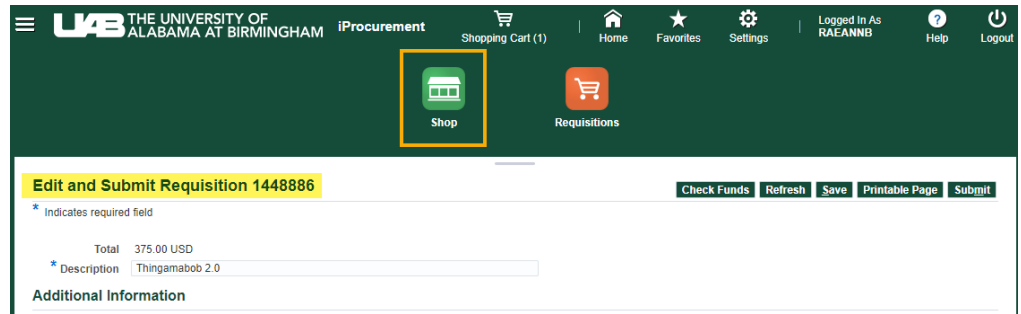 UAB THE UNIVERSITY OF
ALABAMA AT BIRMINGHAM
iProcurement
Shopping Cart (1)
Home
Favorites
Settings
Logged In As
RAEANNB
?
Help
Logout
Shop
Requisitions
Edit and Submit Requisition 1448886
Check Funds Refresh Save Printable Page Submit
* Indicates required field
Total 375.00 USD
* Description Thingamabob 2.0
Additional Information